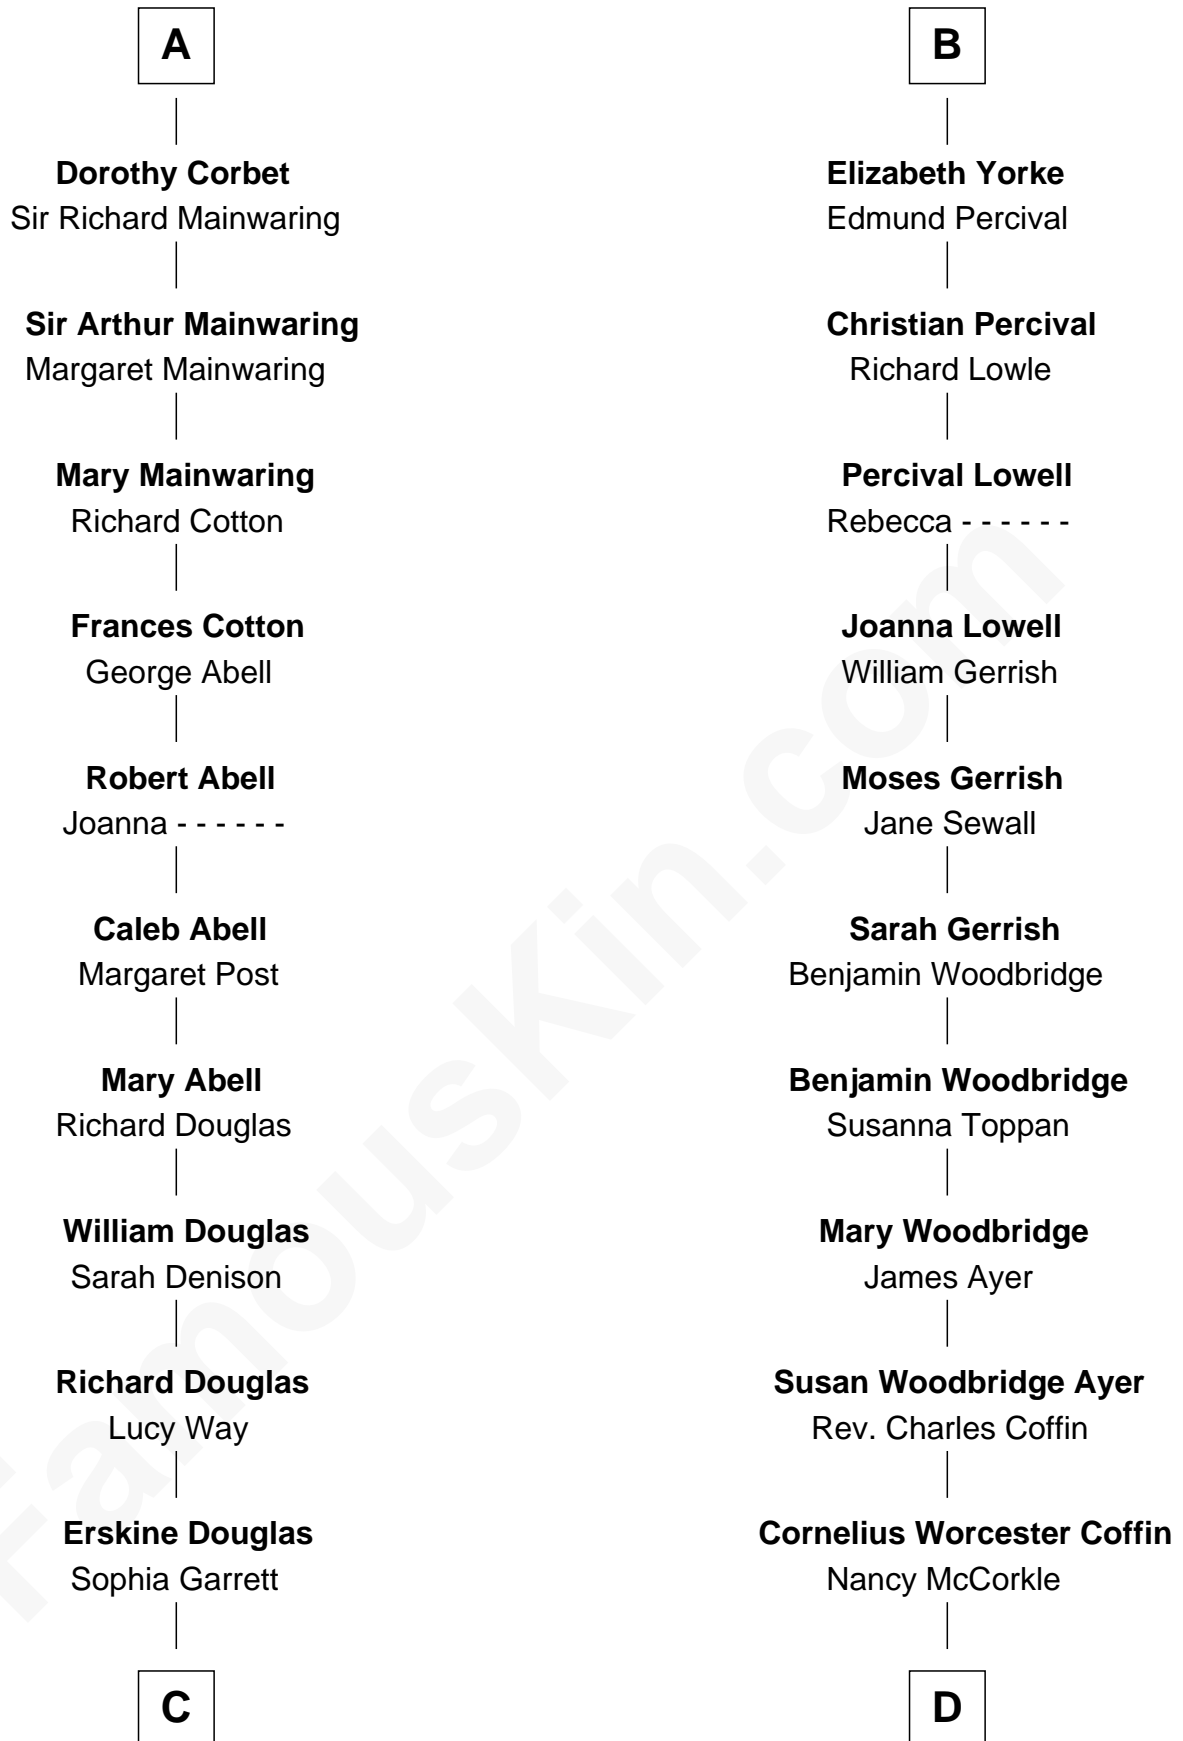 A
Dorothy Corbet
Sir Richard Mainwaring
Sir Arthur Mainwaring
Margaret Mainwaring
Mary Mainwaring
Richard Cotton
Frances Cotton
George Abell
Robert Abell
Joanna - - - - - -
Caleb Abell
Margaret Post
Mary Abell
Richard Douglas
William Douglas
Sarah Denison
Richard Douglas
Lucy Way
Erskine Douglas
Sophia Garrett
C
B
Elizabeth Yorke
Edmund Percival
Christian Percival
Richard Lowle
Percival Lowell
Rebecca - - - - - -
Joanna Lowell
William Gerrish
Moses Gerrish
Jane Sewall
Sarah Gerrish
Benjamin Woodbridge
Benjamin Woodbridge
Susanna Toppan
Mary Woodbridge
James Ayer
Susan Woodbridge Ayer
Rev. Charles Coffin
Cornelius Worcester Coffin
Nancy McCorkle
D
FamousKin.com